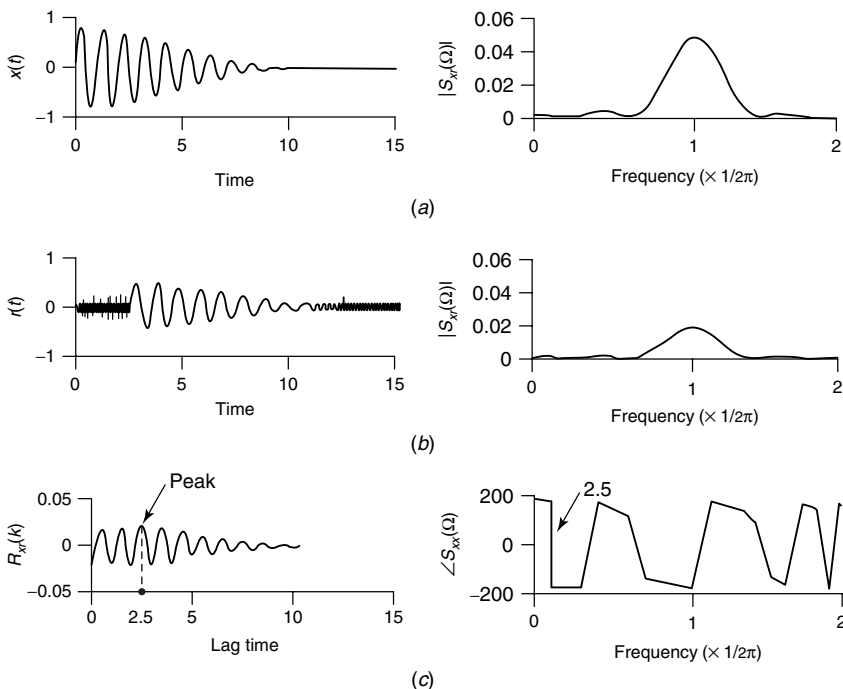 1
0
−1
x(t)
0
5
10
15
Time
0.06
0.04
0.02
0
|Sxr(Ω)|
0
1
2
Frequency (× 1/2π)
(a)
1
0
−1
r(t)
0
5
10
15
Time
0.06
0.04
0.02
0
|Sxr(Ω)|
0
1
2
Frequency (× 1/2π)
(b)
Peak
0.05
0
−0.05
Rxr(k)
0
2.5
5
10
15
Lag time
2.5
200
0
−200
∠Sxx(Ω)
0
1
2
Frequency (× 1/2π)
(c)